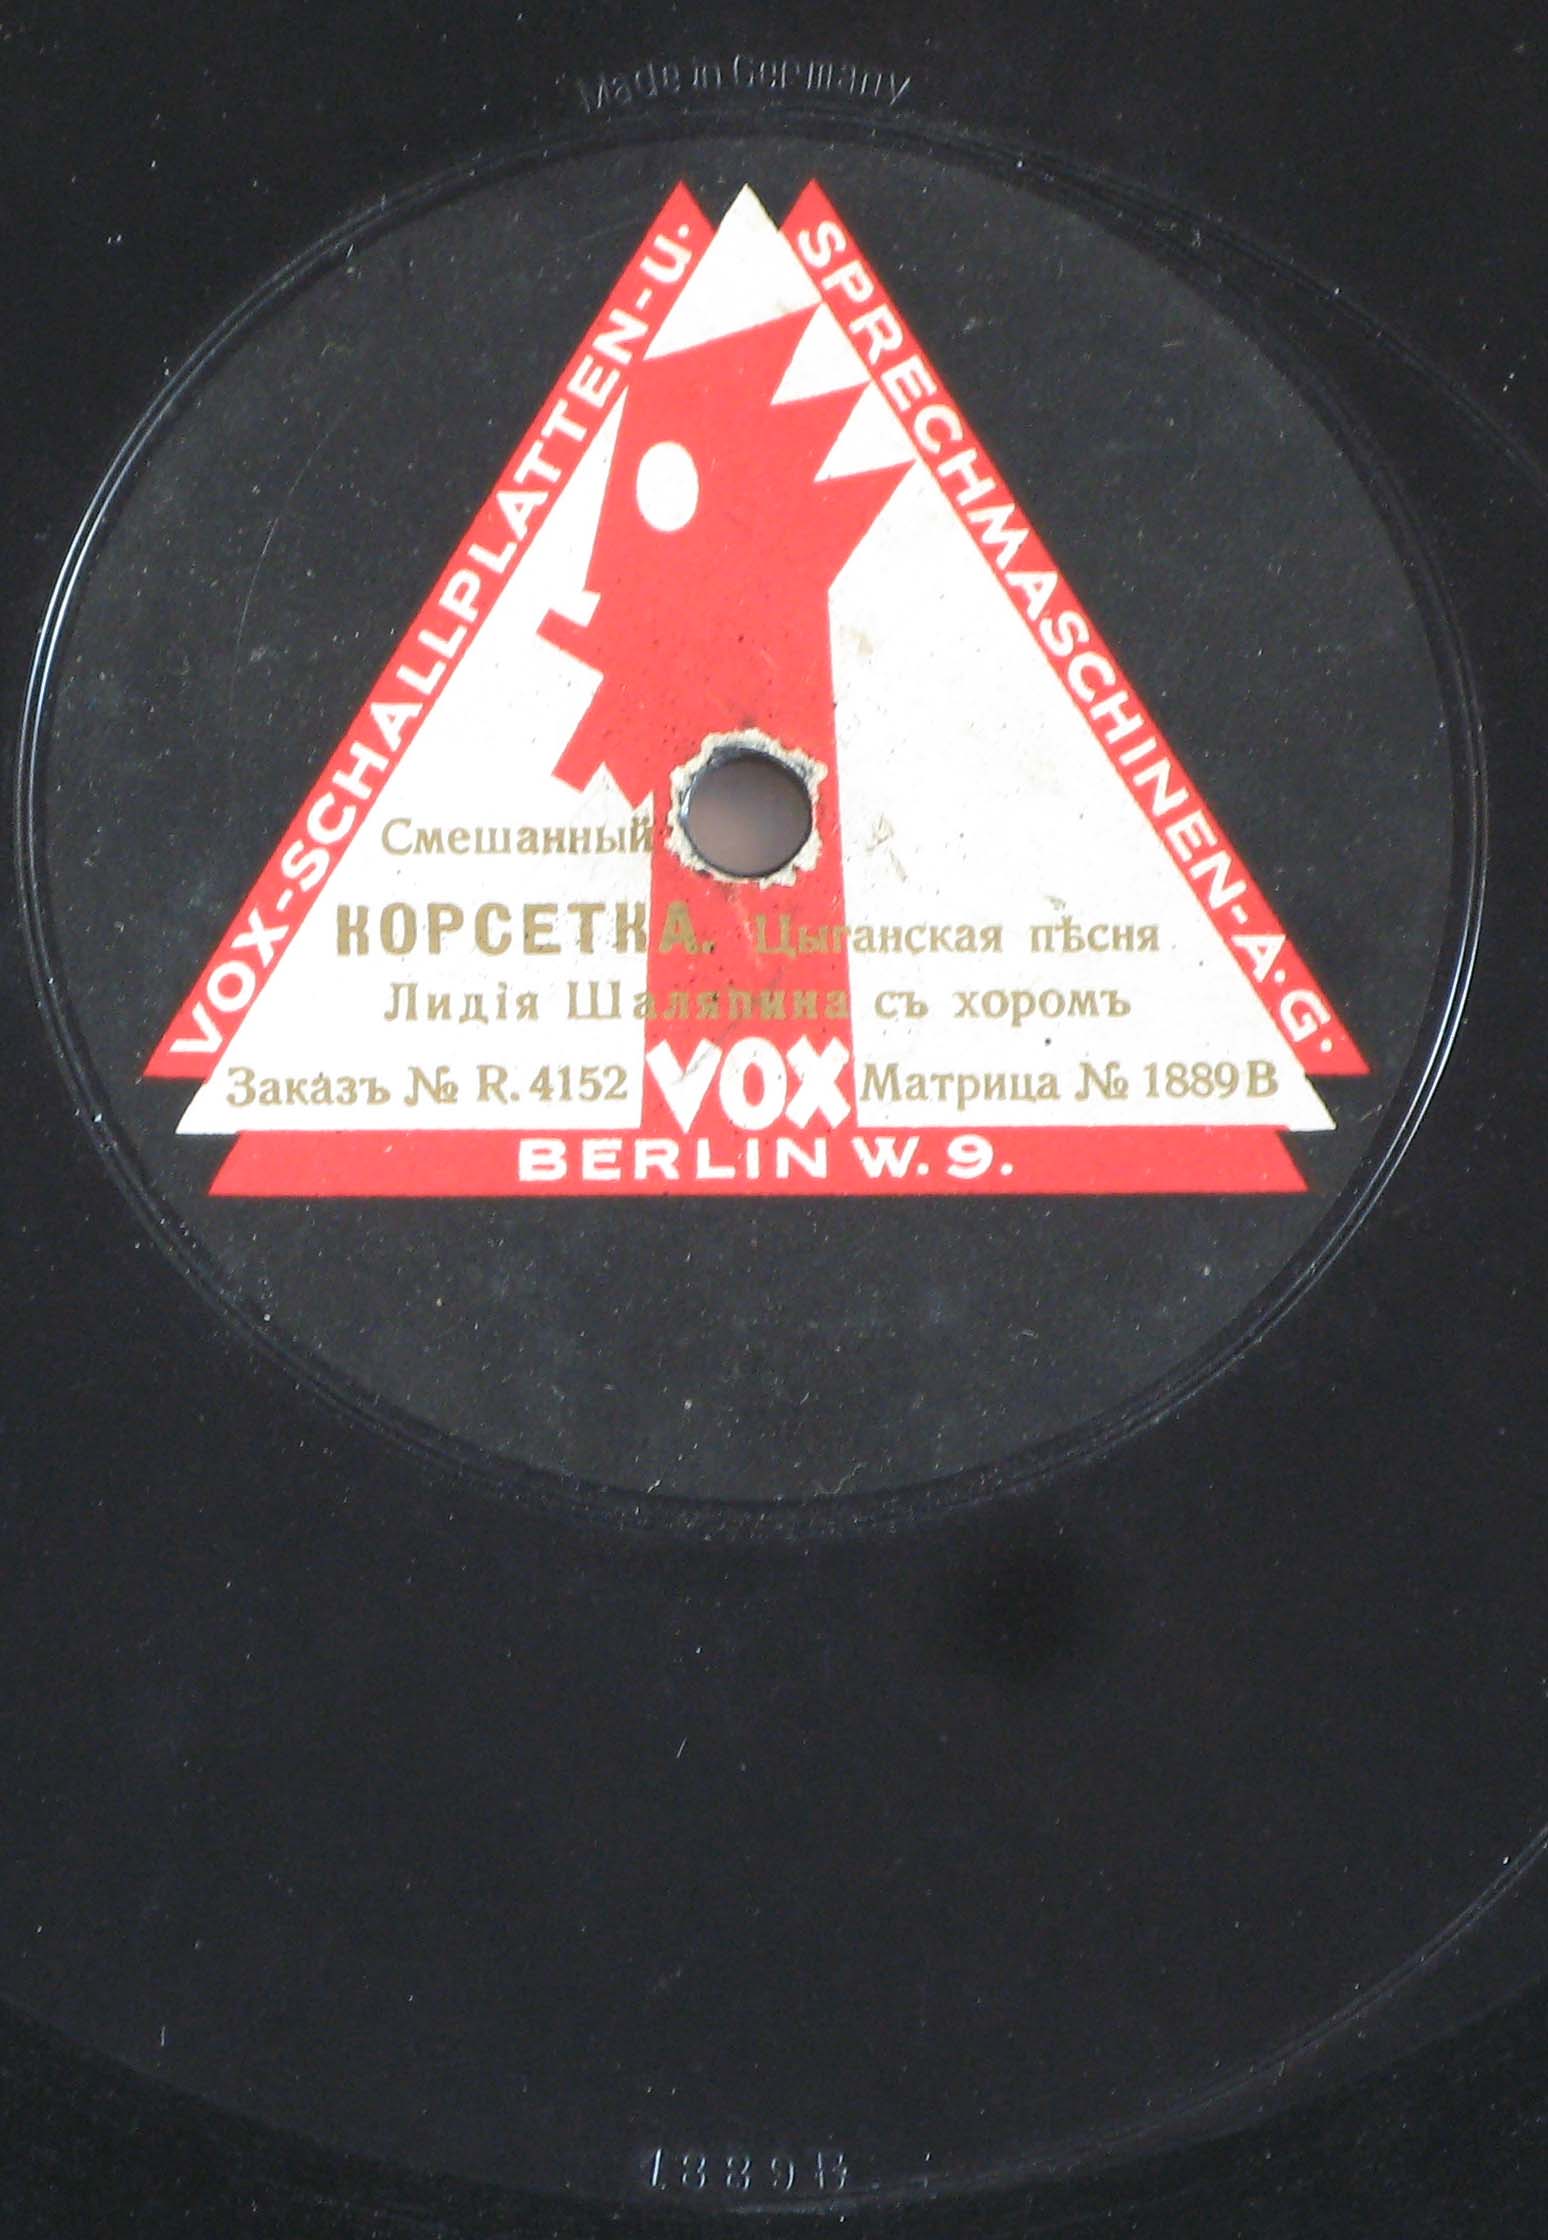 Made in Germany
VOX-SCHALLPLATTEN-U.
SPRECHMASCHINEN-A.G.
Смешанный
КОРСЕТКА. Цыганская пѣсня
Лидія Шаляпина съ хоромъ
Заказъ № R. 4152
VOX
Матрица № 1889 B
BERLIN W. 9.
1889 B